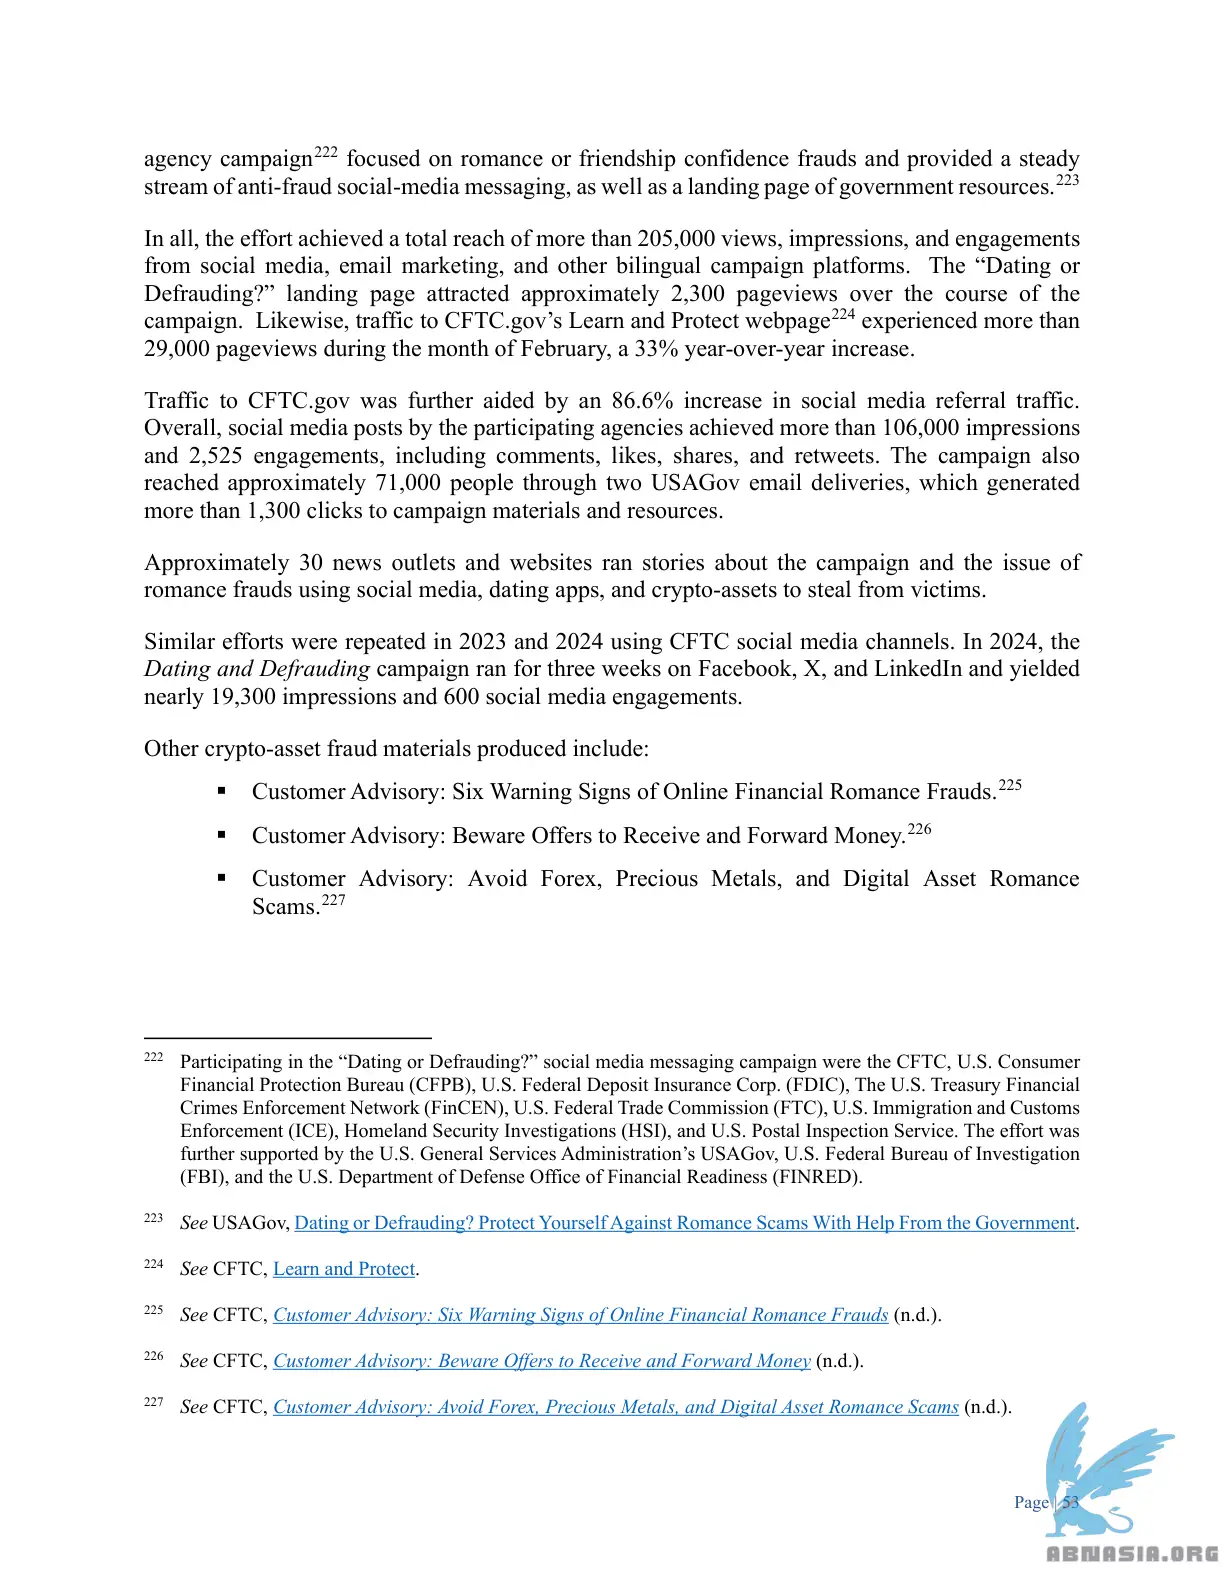 agency campaign222 focused on romance or friendship confidence frauds and provided a steady
stream of anti-fraud social-media messaging, as well as a landing page of government resources.223
In all, the effort achieved a total reach of more than 205,000 views, impressions, and engagements
from social media, email marketing, and other bilingual campaign platforms. The “Dating or
Defrauding?” landing page attracted approximately 2,300 pageviews over the course of the
campaign. Likewise, traffic to CFTC.gov’s Learn and Protect webpage224 experienced more than
29,000 pageviews during the month of February, a 33% year-over-year increase.
Traffic to CFTC.gov was further aided by an 86.6% increase in social media referral traffic.
Overall, social media posts by the participating agencies achieved more than 106,000 impressions
and 2,525 engagements, including comments, likes, shares, and retweets. The campaign also
reached approximately 71,000 people through two USAGov email deliveries, which generated
more than 1,300 clicks to campaign materials and resources.
Approximately 30 news outlets and websites ran stories about the campaign and the issue of
romance frauds using social media, dating apps, and crypto-assets to steal from victims.
Similar efforts were repeated in 2023 and 2024 using CFTC social media channels. In 2024, the
Dating and Defrauding campaign ran for three weeks on Facebook, X, and LinkedIn and yielded
nearly 19,300 impressions and 600 social media engagements.
Other crypto-asset fraud materials produced include:
▪ Customer Advisory: Six Warning Signs of Online Financial Romance Frauds.225
▪ Customer Advisory: Beware Offers to Receive and Forward Money.226
▪ Customer Advisory: Avoid Forex, Precious Metals, and Digital Asset Romance
Scams.227
222 Participating in the “Dating or Defrauding?” social media messaging campaign were the CFTC, U.S. Consumer
Financial Protection Bureau (CFPB), U.S. Federal Deposit Insurance Corp. (FDIC), The U.S. Treasury Financial
Crimes Enforcement Network (FinCEN), U.S. Federal Trade Commission (FTC), U.S. Immigration and Customs
Enforcement (ICE), Homeland Security Investigations (HSI), and U.S. Postal Inspection Service. The effort was
further supported by the U.S. General Services Administration’s USAGov, U.S. Federal Bureau of Investigation
(FBI), and the U.S. Department of Defense Office of Financial Readiness (FINRED).
223 See USAGov, Dating or Defrauding? Protect Yourself Against Romance Scams With Help From the Government.
224 See CFTC, Learn and Protect.
225 See CFTC, Customer Advisory: Six Warning Signs of Online Financial Romance Frauds (n.d.).
226 See CFTC, Customer Advisory: Beware Offers to Receive and Forward Money (n.d.).
227 See CFTC, Customer Advisory: Avoid Forex, Precious Metals, and Digital Asset Romance Scams (n.d.).
Page | 53
ABNASIA.ORG